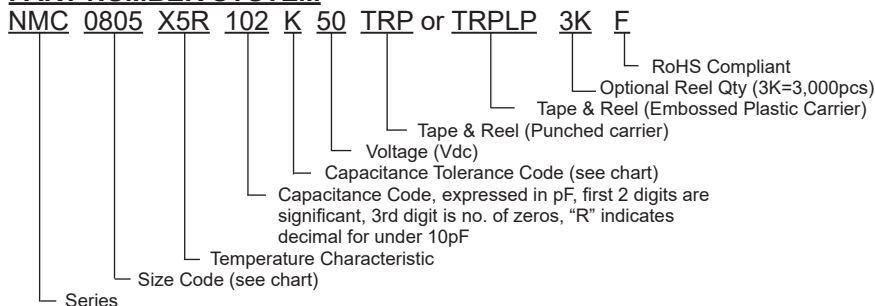 NMC 0805 X5R 102 K 50 TRP or TRPLP 3K F
RoHS Compliant
Optional Reel Qty (3K=3,000pcs)
Tape & Reel (Embossed Plastic Carrier)
Tape & Reel (Punched carrier)
Voltage (Vdc)
Capacitance Tolerance Code (see chart)
Capacitance Code, expressed in pF, first 2 digits are
significant, 3rd digit is no. of zeros, “R” indicates
decimal for under 10pF
Temperature Characteristic
Size Code (see chart)
Series